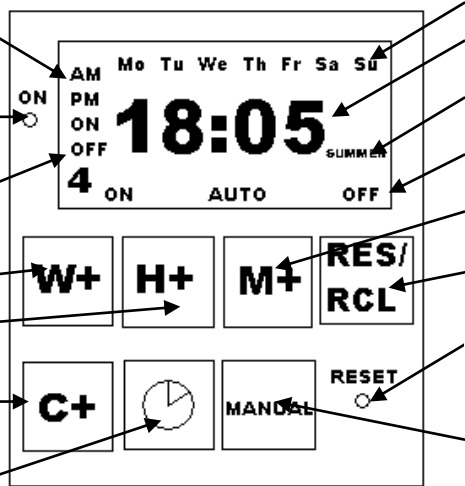 Mo Tu We Th Fr Sa Su
AM
PM
ON
OFF
ON
18:05
SUMMER
4
ON AUTO OFF
W+
H+
M+
RES/
RCL
C+
MANUAL
RESET